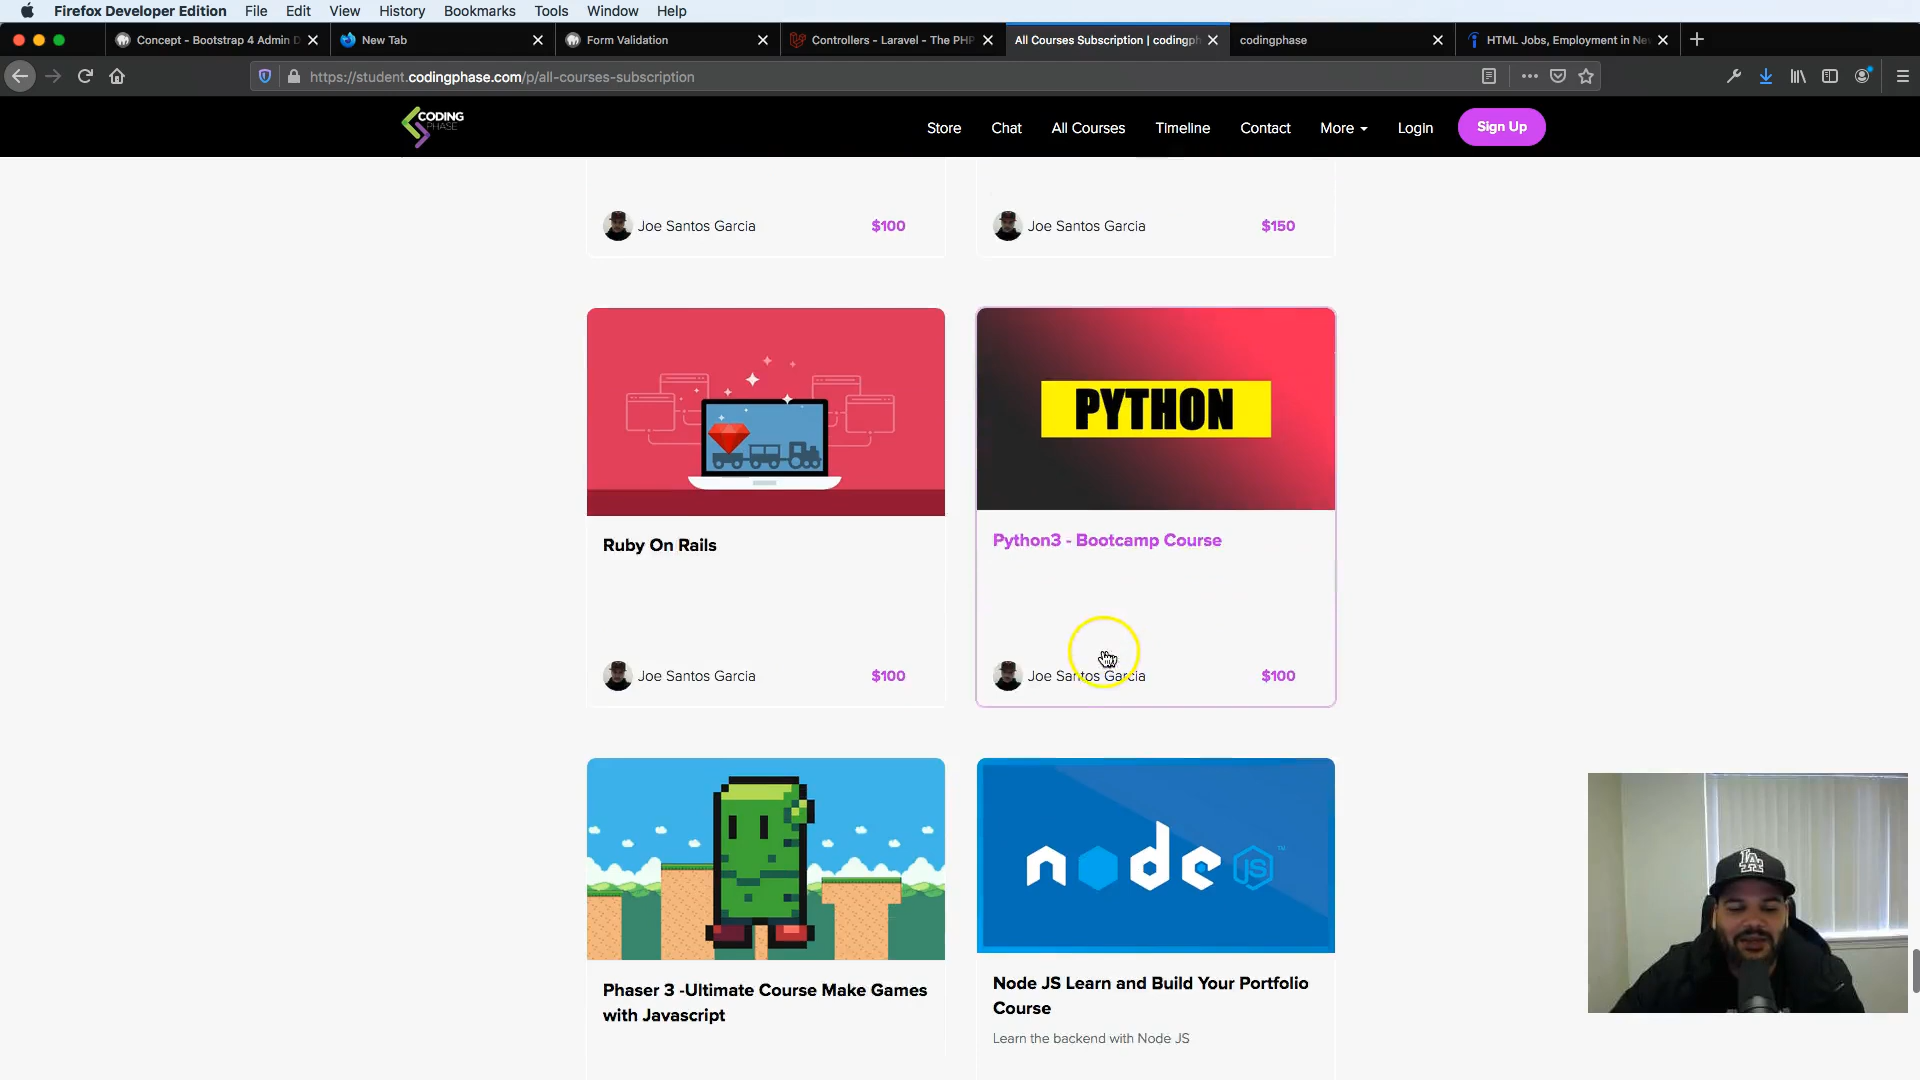 Firefox Developer Edition File Edit View History Bookmarks Tools Window Help
Concept - Bootstrap 4 Admin D
New Tab
Form Validation
Controllers - Laravel - The PHP
All Courses Subscription | codingph
codingphase
HTML Jobs, Employment in Ne
https://student.codingphase.com/p/all-courses-subscription
CODING
PHASE
Store Chat All Courses Timeline Contact More Login Sign Up
Joe Santos Garcia $100
Joe Santos Garcia $150
PYTHON
Ruby On Rails
Python3 - Bootcamp Course
Joe Santos Garcia $100
Joe Santos Garcia $100
node JS ™
Phaser 3 -Ultimate Course Make Games
with Javascript
Node JS Learn and Build Your Portfolio
Course
Learn the backend with Node JS
LA